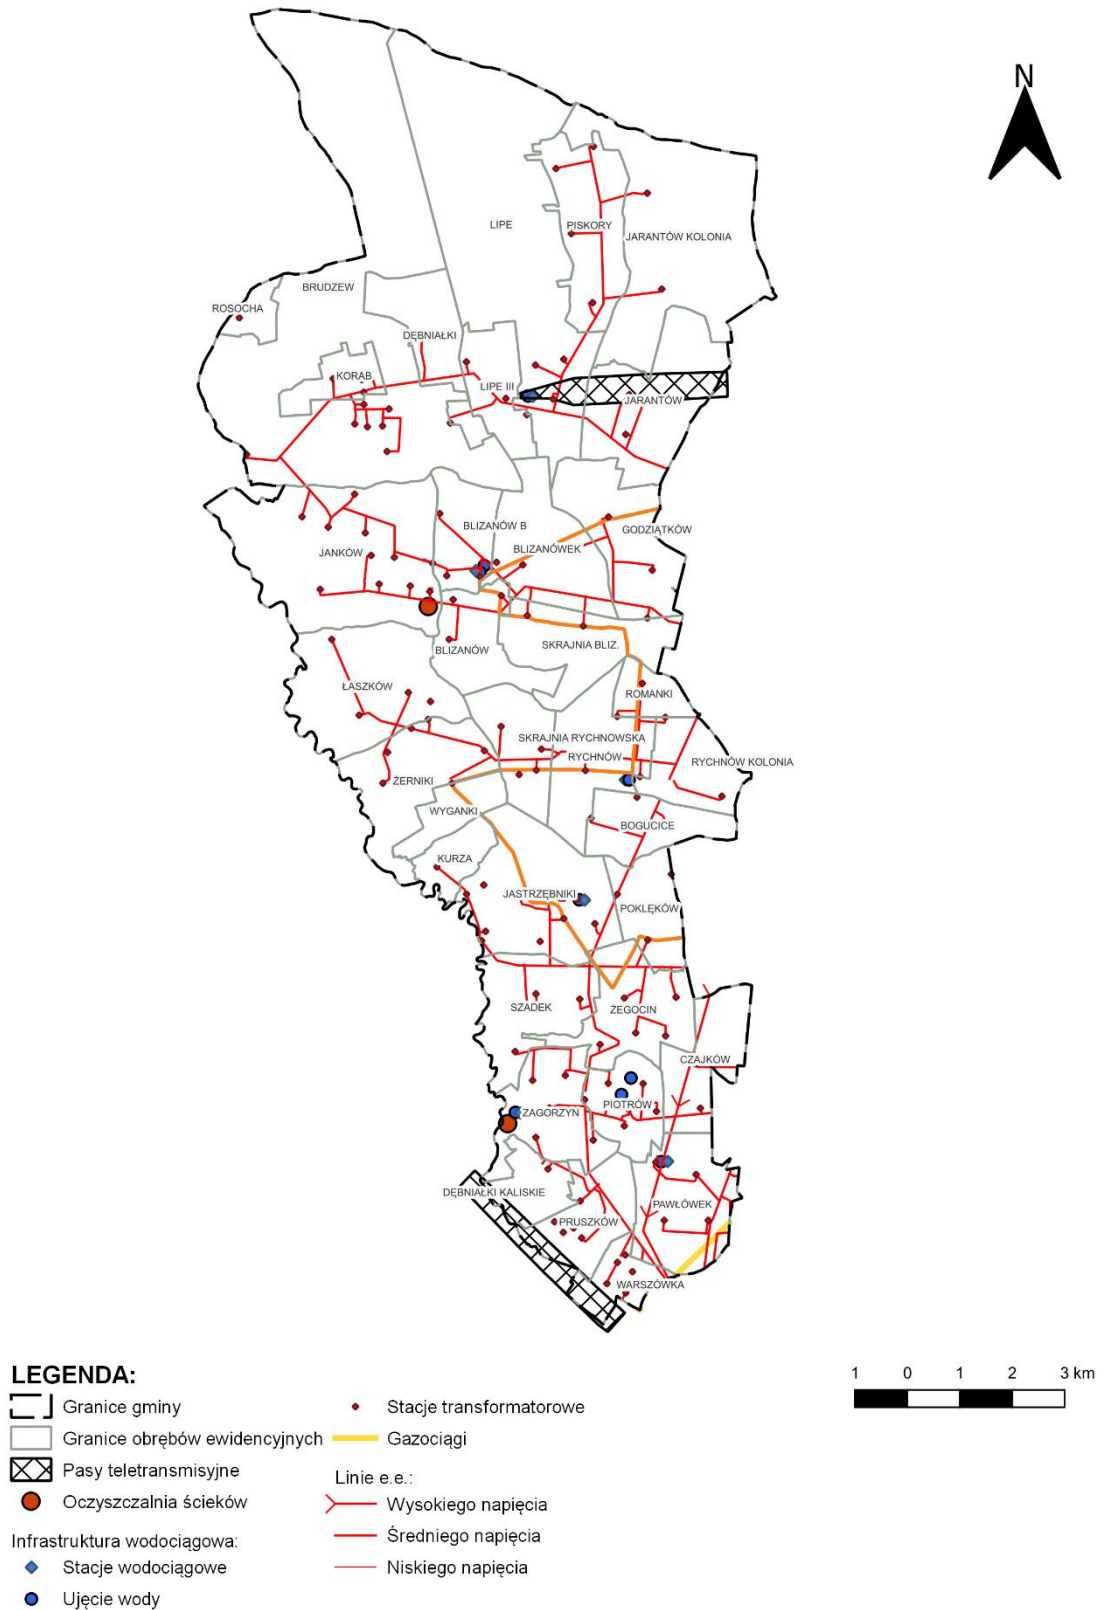 N
LIPE
PISKORY
JARANTÓW KOLONIA
BRUDZEW
ROSOCHA
DĘBNIAŁKI
KORAB
LIPE III
JARANTÓW
BLIZANÓW B
GODZIĄTKÓW
JANKÓW
BLIZANÓWEK
BLIZANÓW
SKRAJNIA BLIZ.
ŁASZKÓW
ROMANKI
SKRAJNIA RYCHNOWSKA
RYCHNÓW
RYCHNÓW KOLONIA
ŻERNIKI
WYGANKI
BOGUCICE
KURZA
JASTRZĘBNIKI
POKLĘKÓW
SZADEK
ŻEGOCIN
CZAJKÓW
ZAGORZYN
PIOTRÓW
DĘBNIAŁKI KALISKIE
PAWŁÓWEK
PRUSZKÓW
WARSZÓWKA
1 0 1 2 3 km
LEGENDA:
Granice gminy
Granice obrębów ewidencyjnych
Pasy teletransmisyjne
Oczyszczalnia ścieków
Infrastruktura wodociągowa:
Stacje wodociągowe
Ujęcie wody
Stacje transformatorowe
Gazociągi
Linie e.e.:
Wysokiego napięcia
Średniego napięcia
Niskiego napięcia